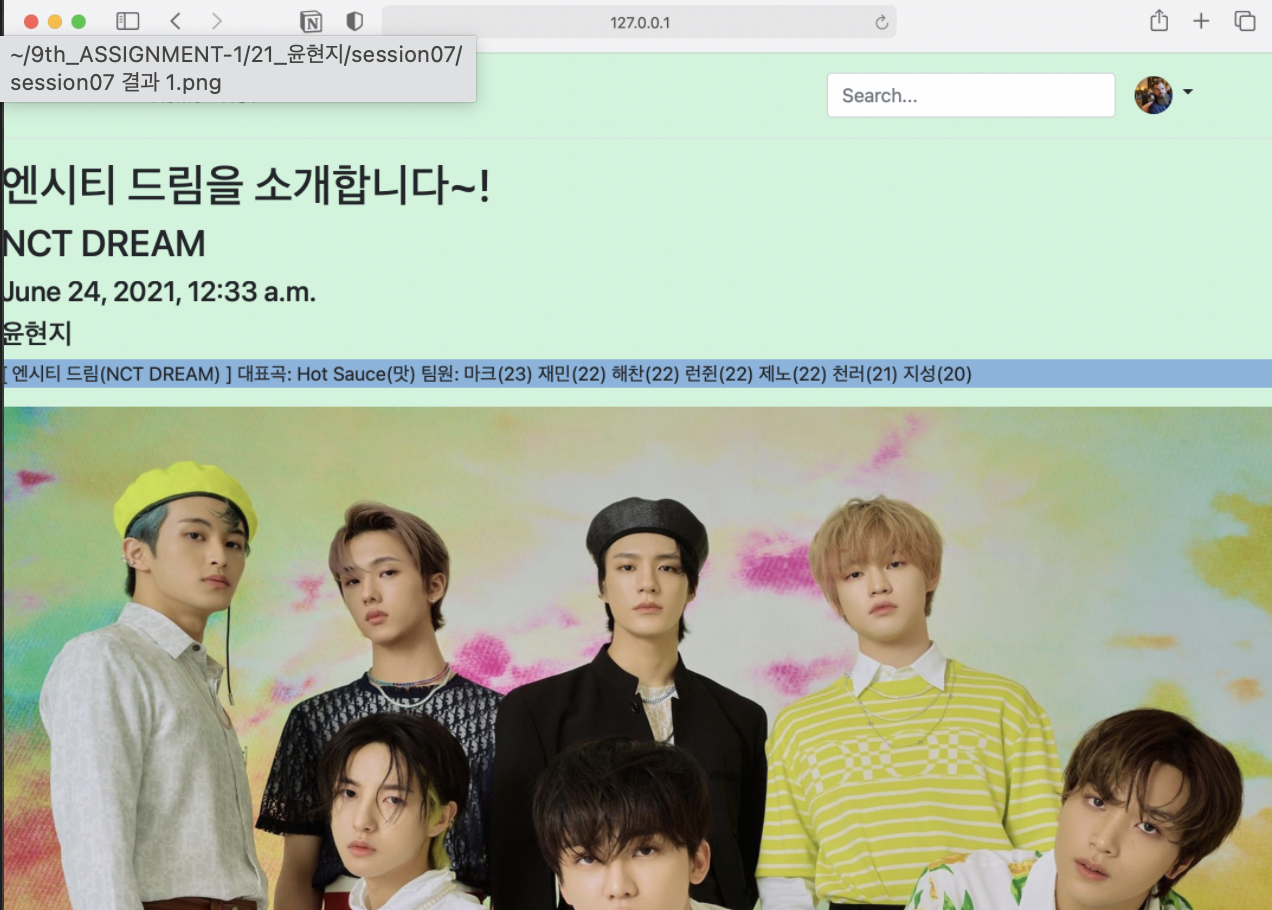 127.0.0.1
~/9th_ASSIGNMENT-1/21_윤현지/session07/
session07 결과 1.png
Search...
엔시티 드림을 소개합니다~!
NCT DREAM
June 24, 2021, 12:33 a.m.
윤현지
[ 엔시티 드림(NCT DREAM) ] 대표곡: Hot Sauce(맛) 팀원: 마크(23) 재민(22) 해찬(22) 런쥔(22) 제노(22) 천러(21) 지성(20)